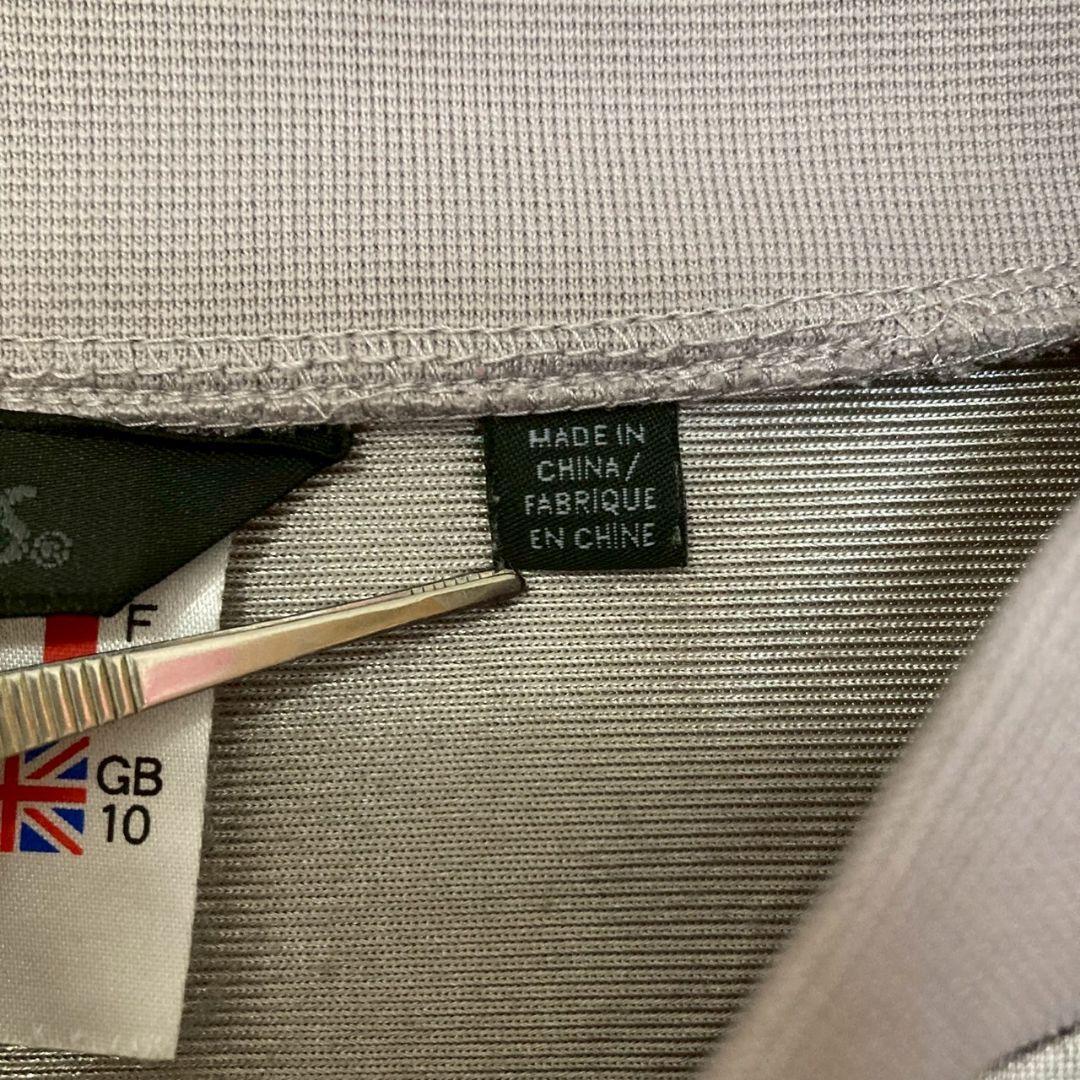 MADE IN
CHINA/
FABRIQUE
EN CHINE
F
GB
10